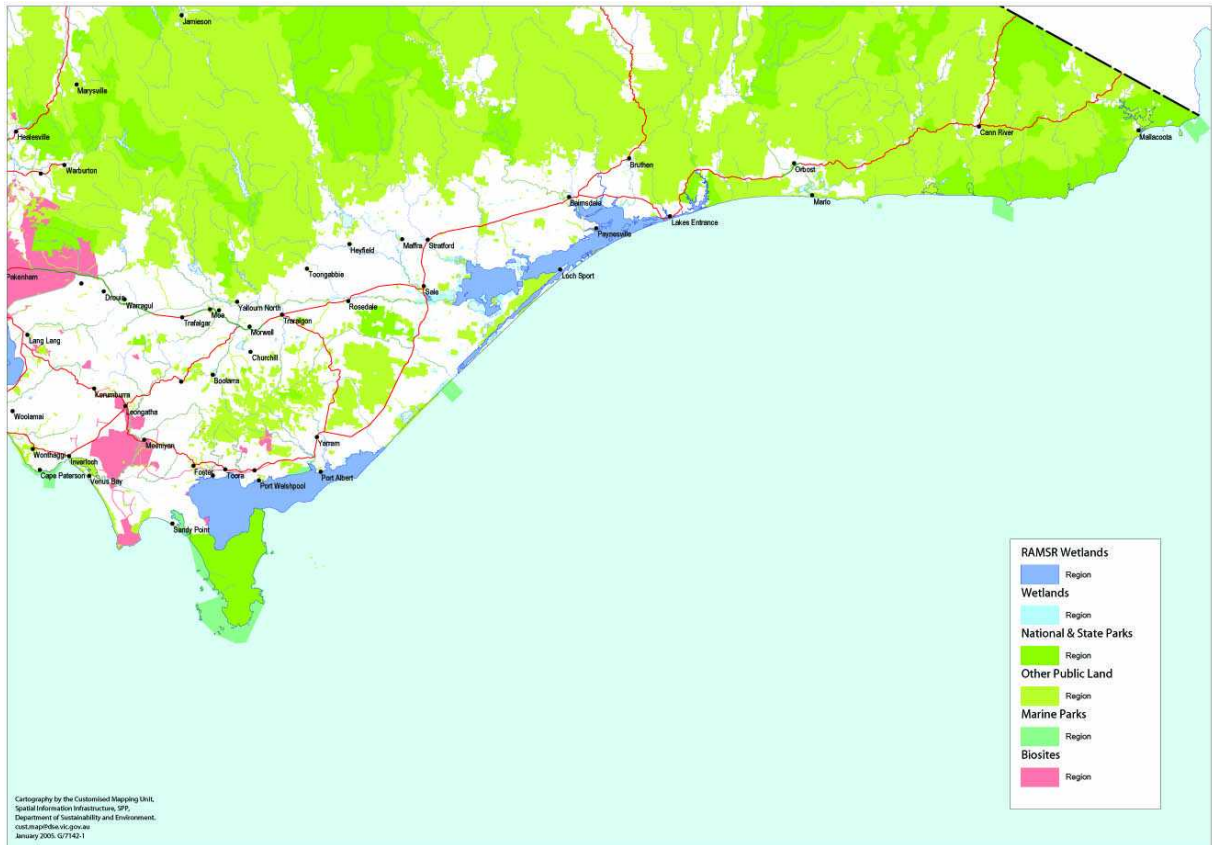 Jamieson
Marysville
Healesville
Warburton
Cann River
Mallacoota
Bruthen
Orbost
Bairnsdale
Marlo
Lakes Entrance
Paynesville
Maffra
Stratford
Heyfield
Toongabbie
Loch Sport
Pakenham
Sale
Drouin
Warragul
Yallourn North
Rosedale
Moe
Trafalgar
Traralgon
Morwell
Lang Lang
Churchill
Boolarra
Korumburra
Leongatha
Woolamai
Meeniyan
Yarram
Wonthaggi
Inverloch
Foster
Toora
Cape Paterson
Venus Bay
Port Welshpool
Port Albert
Sandy Point
RAMSR Wetlands
Region
Wetlands
Region
National & State Parks
Region
Other Public Land
Region
Marine Parks
Region
Biosites
Region
Cartography by the Customised Mapping Unit,
Spatial Information Infrastructure, SPP,
Department of Sustainability and Environment.
cust.map@dse.vic.gov.au
January 2005. G/7142-1